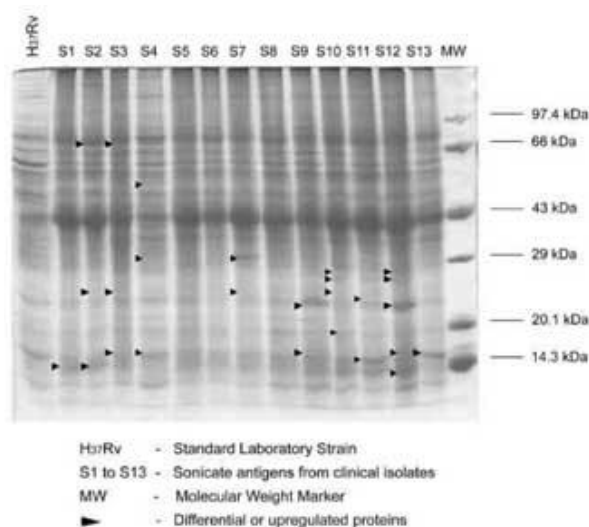 H37Rv S1 S2 S3 S4 S5 S6 S7 S8 S9 S10 S11 S12 S13 MW
97.4 kDa
66 kDa
43 kDa
29 kDa
20.1 kDa
14.3 kDa
H37Rv - Standard Laboratory Strain
S1 to S13 - Sonicate antigens from clinical isolates
MW - Molecular Weight Marker
- Differential or upregulated proteins